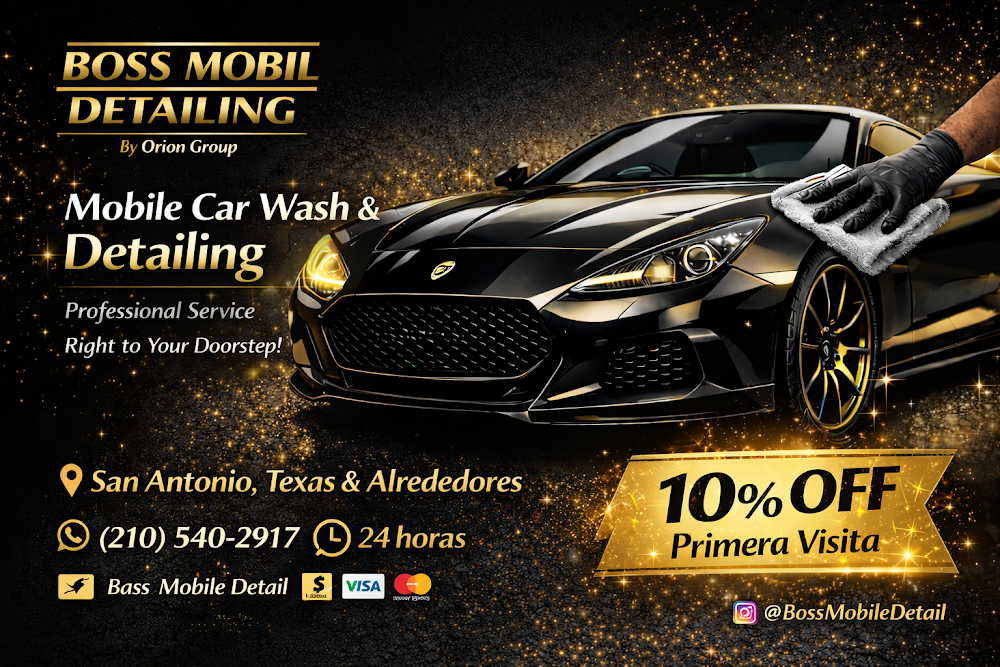 BOSS MOBIL
DETAILING
By Orion Group
Mobile Car Wash &
Detailing
Professional Service
Right to Your Doorstep!
San Antonio, Texas & Alrededores
(210) 540-2917 24 horas
Bass Mobile Detail $ VISA
10% OFF
Primera Visita
@BossMobileDetail